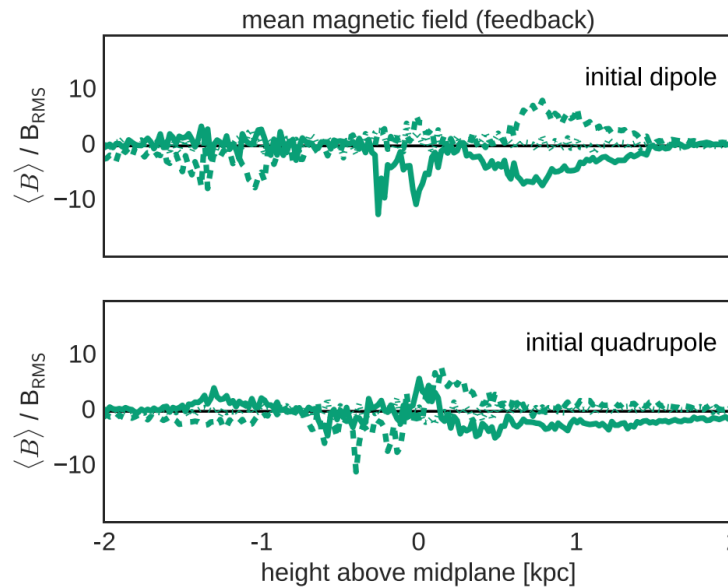 mean magnetic field (feedback)
initial dipole
10
0
−10
⟨B⟩ / B_RMS
initial quadrupole
10
0
−10
⟨B⟩ / B_RMS
-2 -1 0 1
height above midplane [kpc]